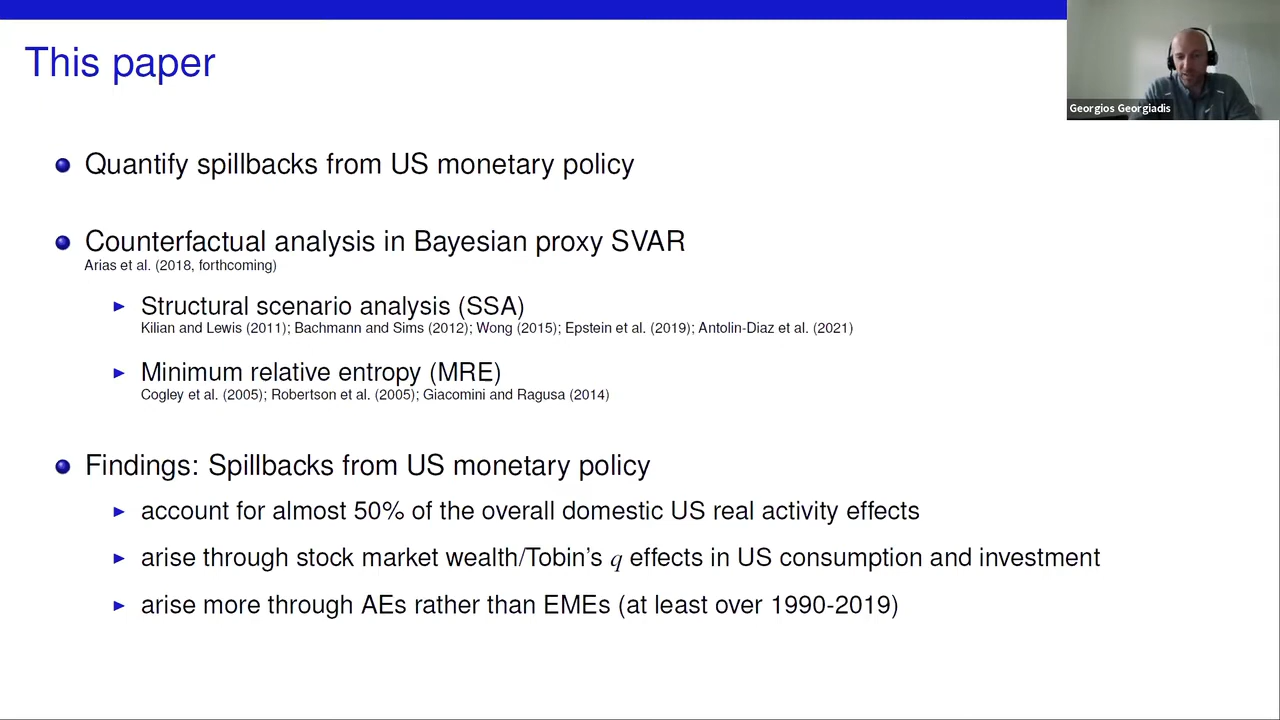 This paper
Georgios Georgiadis
Quantify spillbacks from US monetary policy
Counterfactual analysis in Bayesian proxy SVAR
Arias et al. (2018, forthcoming)
Structural scenario analysis (SSA)
Kilian and Lewis (2011); Bachmann and Sims (2012); Wong (2015); Epstein et al. (2019); Antolin-Diaz et al. (2021)
Minimum relative entropy (MRE)
Cogley et al. (2005); Robertson et al. (2005); Giacomini and Ragusa (2014)
Findings: Spillbacks from US monetary policy
account for almost 50% of the overall domestic US real activity effects
arise through stock market wealth/Tobin's q effects in US consumption and investment
arise more through AEs rather than EMEs (at least over 1990-2019)